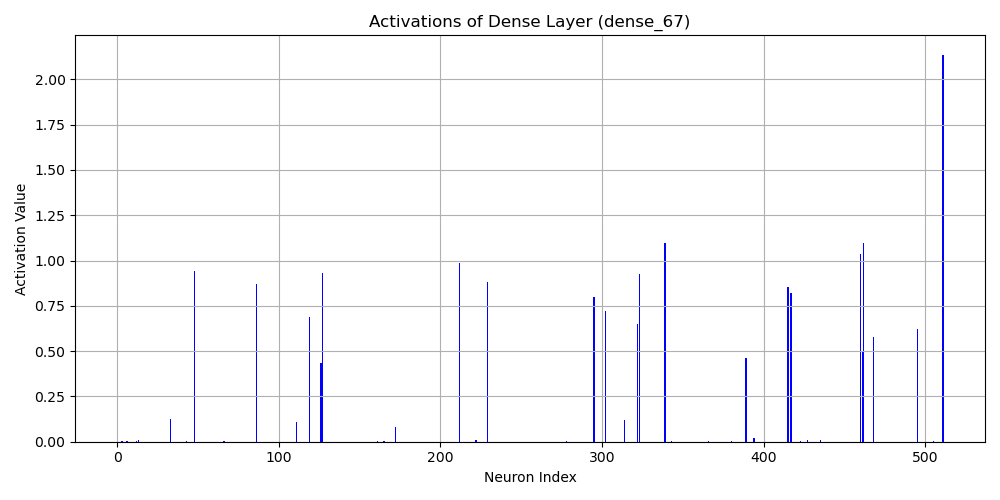 Activations of Dense Layer (dense_67)
Activation Value
2.00
1.75
1.50
1.25
1.00
0.75
0.50
0.25
0.00
0 100 200 300 400 500
Neuron Index